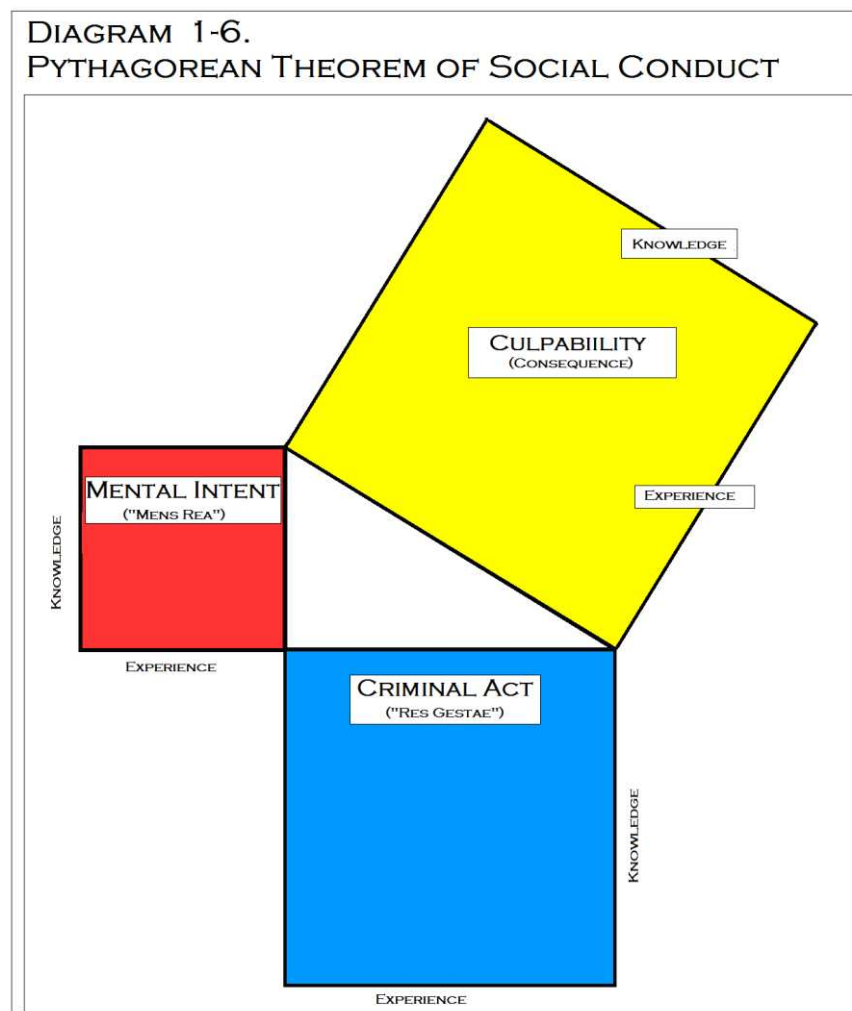 DIAGRAM 1-6.
PYTHAGOREAN THEOREM OF SOCIAL CONDUCT
KNOWLEDGE
CULPABIILITY
(CONSEQUENCE)
MENTAL INTENT
("MENS REA")
EXPERIENCE
KNOWLEDGE
EXPERIENCE
CRIMINAL ACT
("RES GESTAE")
KNOWLEDGE
EXPERIENCE